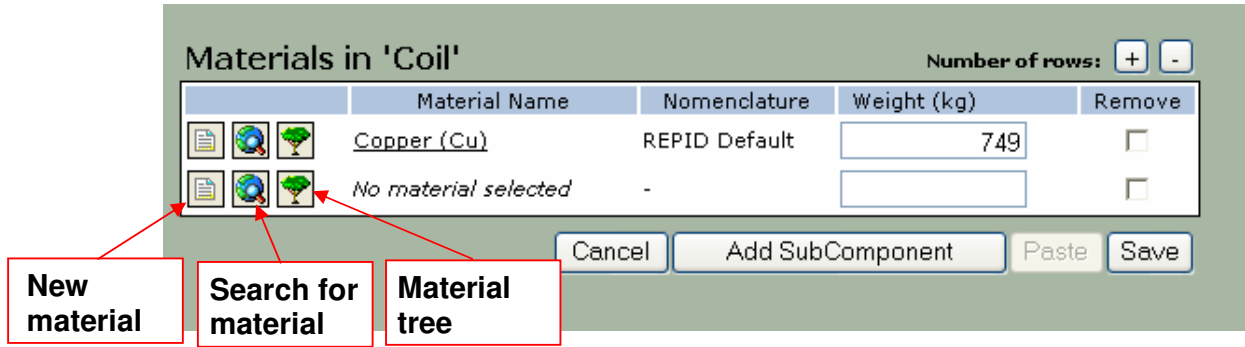 Materials in 'Coil'
Number of rows: + -
Material Name Nomenclature Weight (kg) Remove
Copper (Cu) REPID Default 749
No material selected -
Cancel Add SubComponent Paste Save
New
material
Search for
material
Material
tree